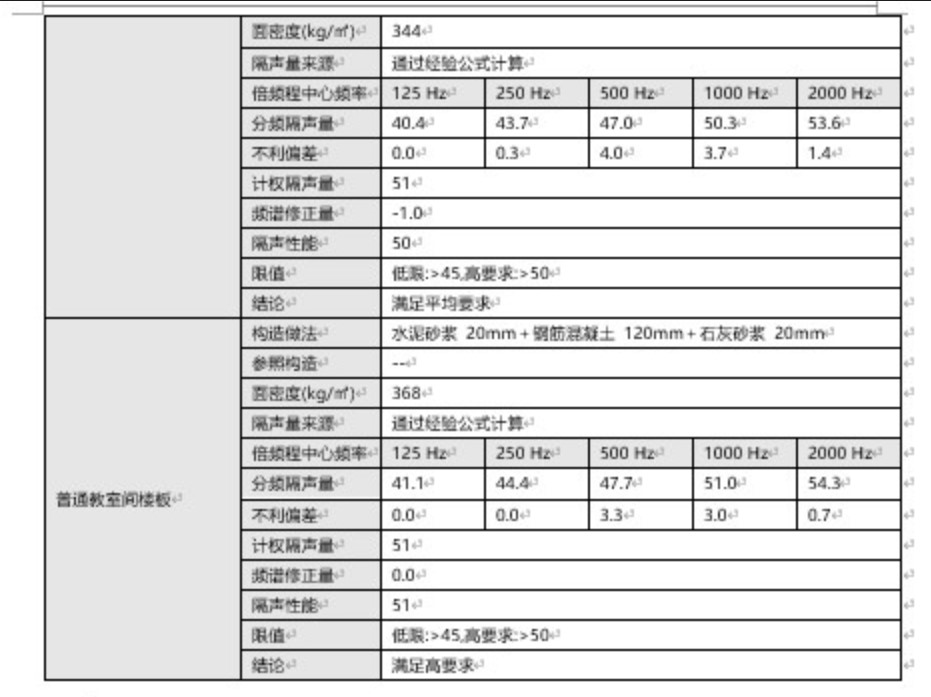 面密度(kg/㎡) 344
隔声量来源 通过经验公式计算
倍频程中心频率 125 Hz 250 Hz 500 Hz 1000 Hz 2000 Hz
分频隔声量 40.4 43.7 47.0 50.3 53.6
不利偏差 0.0 0.3 4.0 3.7 1.4
计权隔声量 51
频谱修正量 -1.0
隔声性能 50
限值 低限:>45,高要求:>50
结论 满足平均要求
普通教室间楼板
构造做法 水泥砂浆 20mm+钢筋混凝土 120mm+石灰砂浆 20mm
参照构造 --
面密度(kg/㎡) 368
隔声量来源 通过经验公式计算
倍频程中心频率 125 Hz 250 Hz 500 Hz 1000 Hz 2000 Hz
分频隔声量 41.1 44.4 47.7 51.0 54.3
不利偏差 0.0 0.0 3.3 3.0 0.7
计权隔声量 51
频谱修正量 0.0
隔声性能 51
限值 低限:>45,高要求:>50
结论 满足高要求